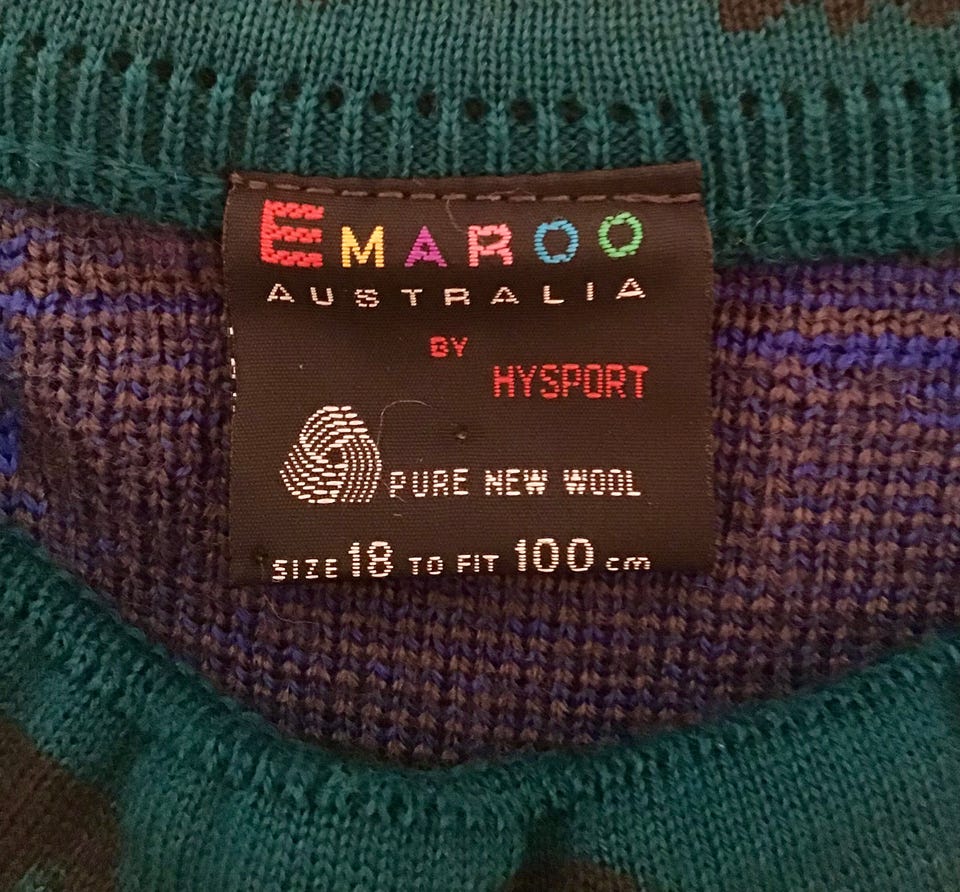 EMAROO
AUSTRALIA
BY
HYSPORT
PURE NEW WOOL
SIZE 18 TO FIT 100 cm